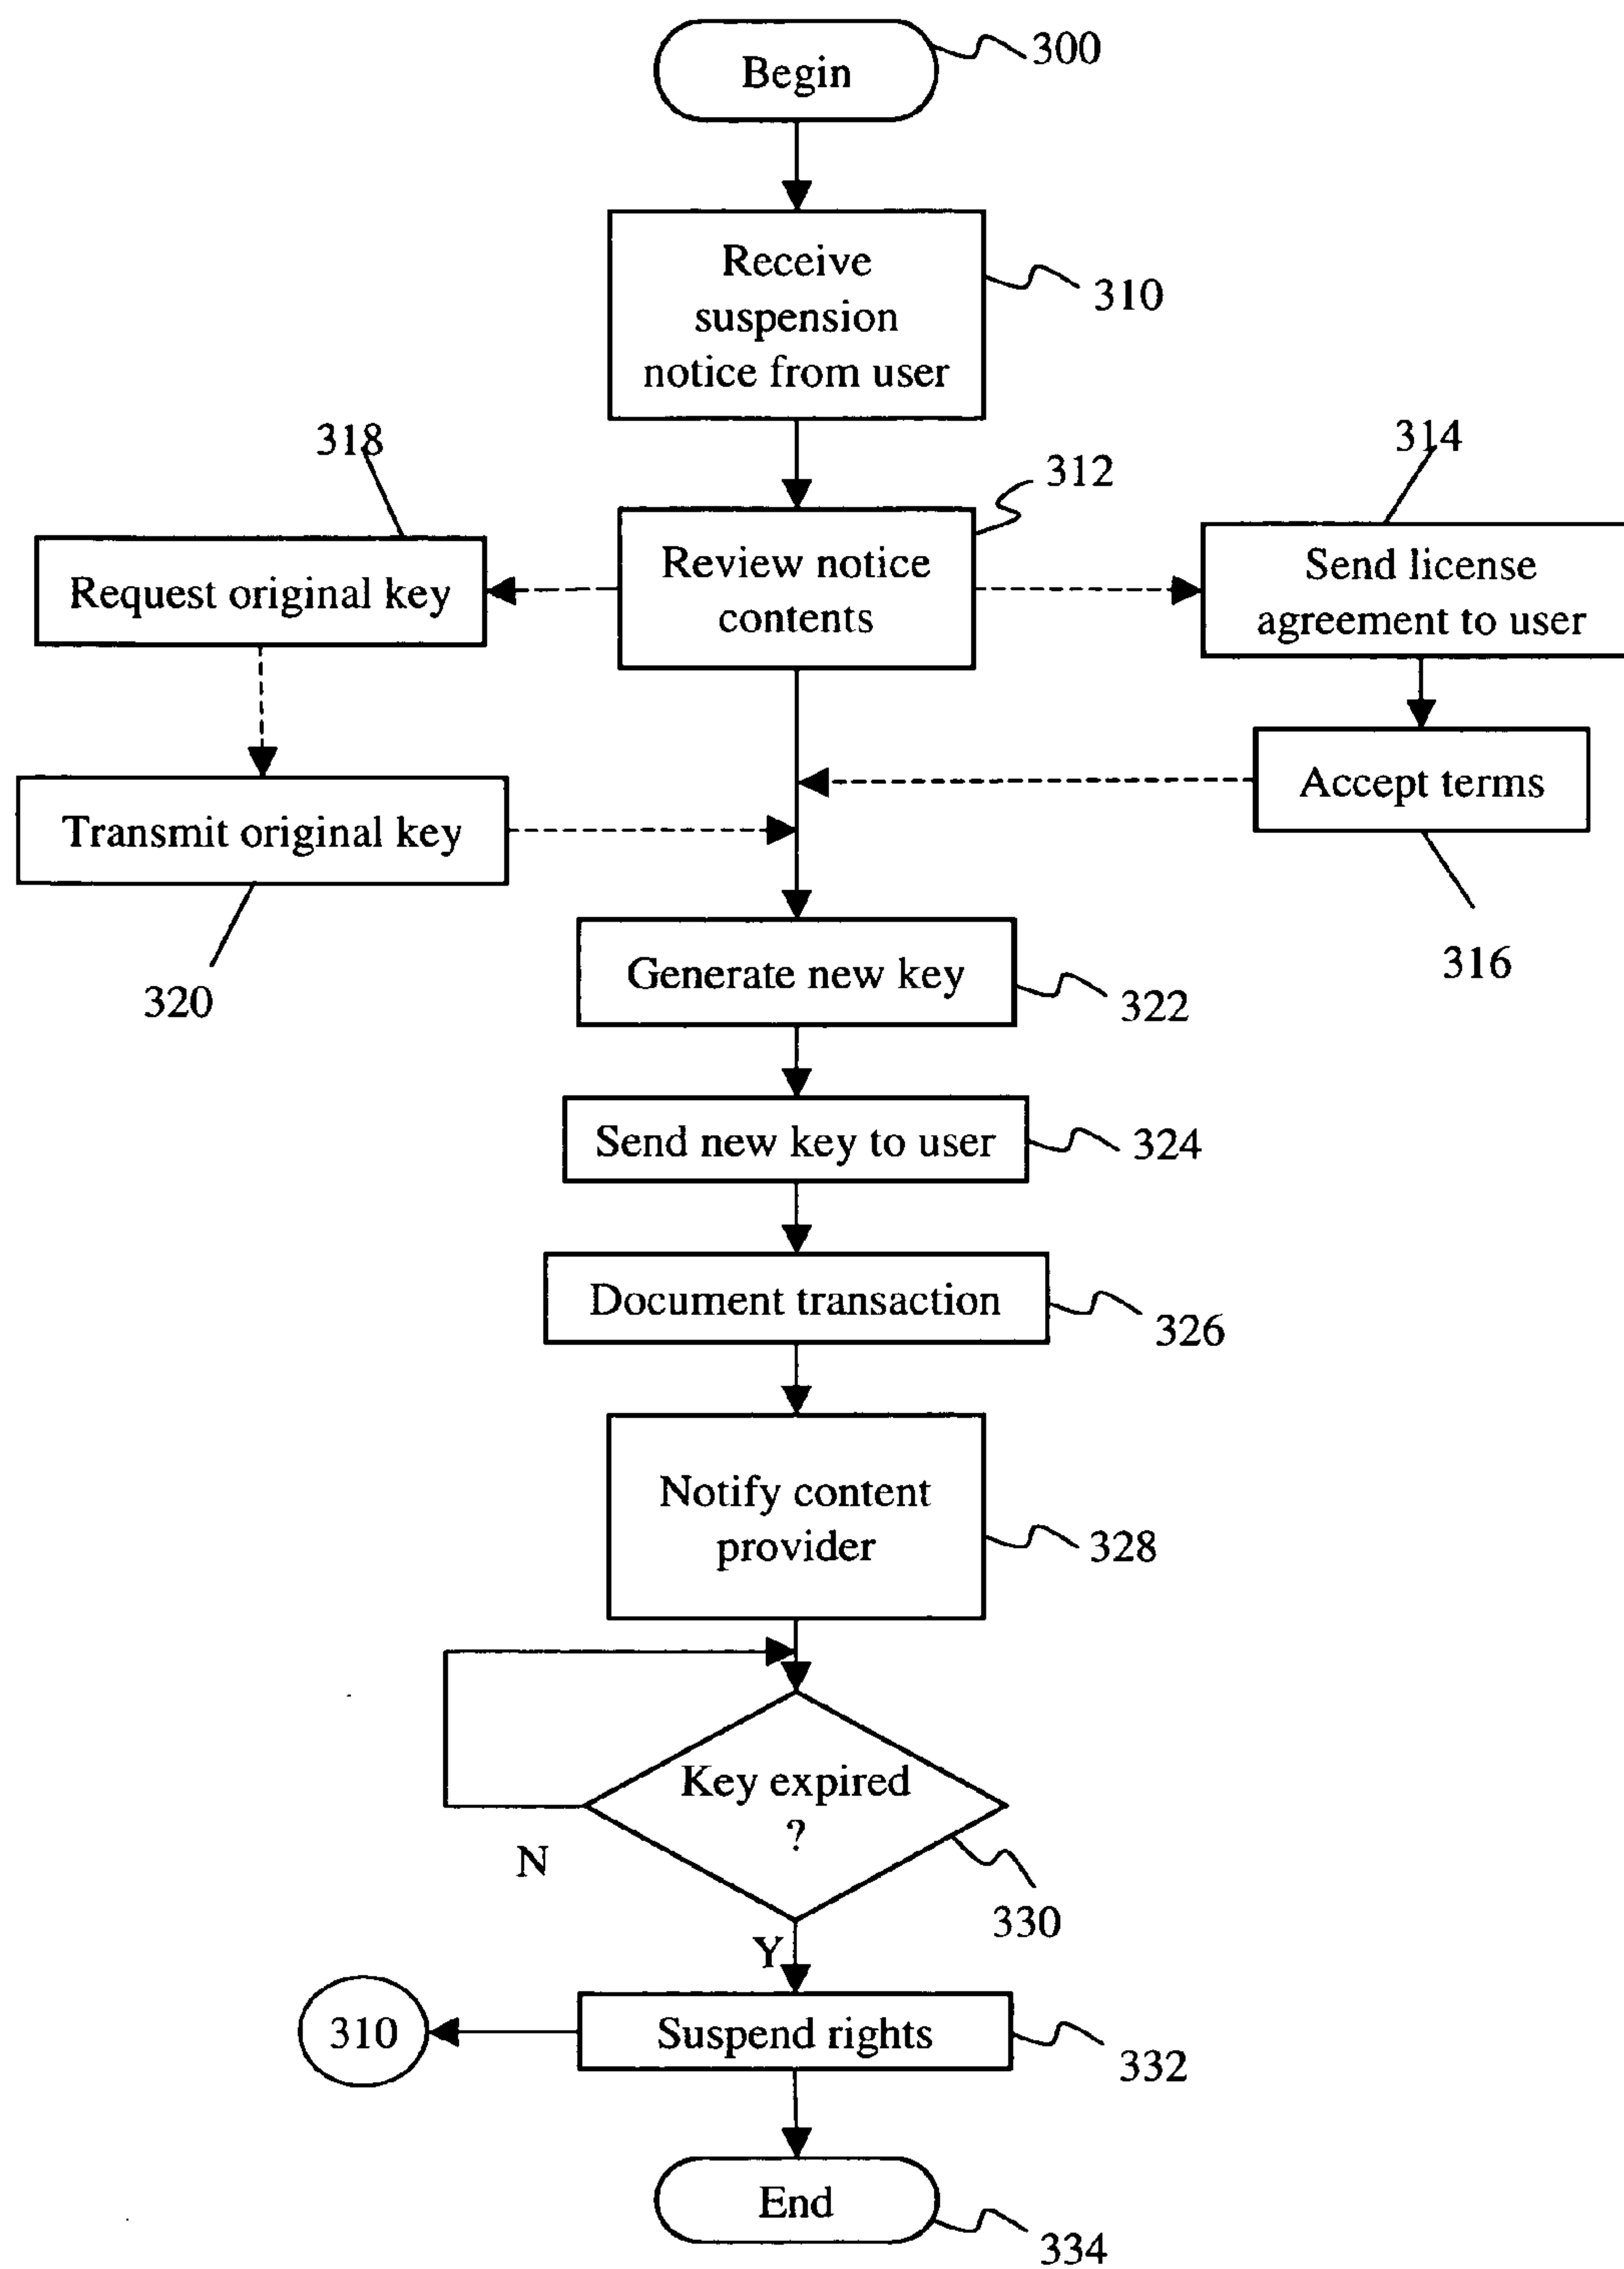 Begin
300
Receive
suspension
notice from user
310
318
314
312
Request original key
Review notice
contents
Send license
agreement to user
Transmit original key
Accept terms
320
316
Generate new key
322
Send new key to user
324
Document transaction
326
Notify content
provider
328
Key expired
?
N
330
Y
310
Suspend rights
332
End
334